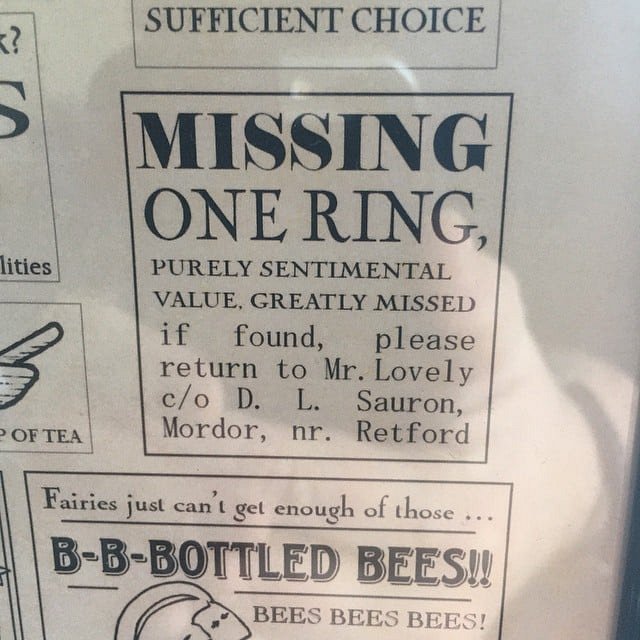 SUFFICIENT CHOICE
k?
S
lities
MISSING
ONE RING,
PURELY SENTIMENTAL
VALUE, GREATLY MISSED
if found, please
return to Mr. Lovely
c/o D. L. Sauron,
Mordor, nr. Retford
P OF TEA
Fairies just can't get enough of those ...
B-B-BOTTLED BEES!!
BEES BEES BEES!